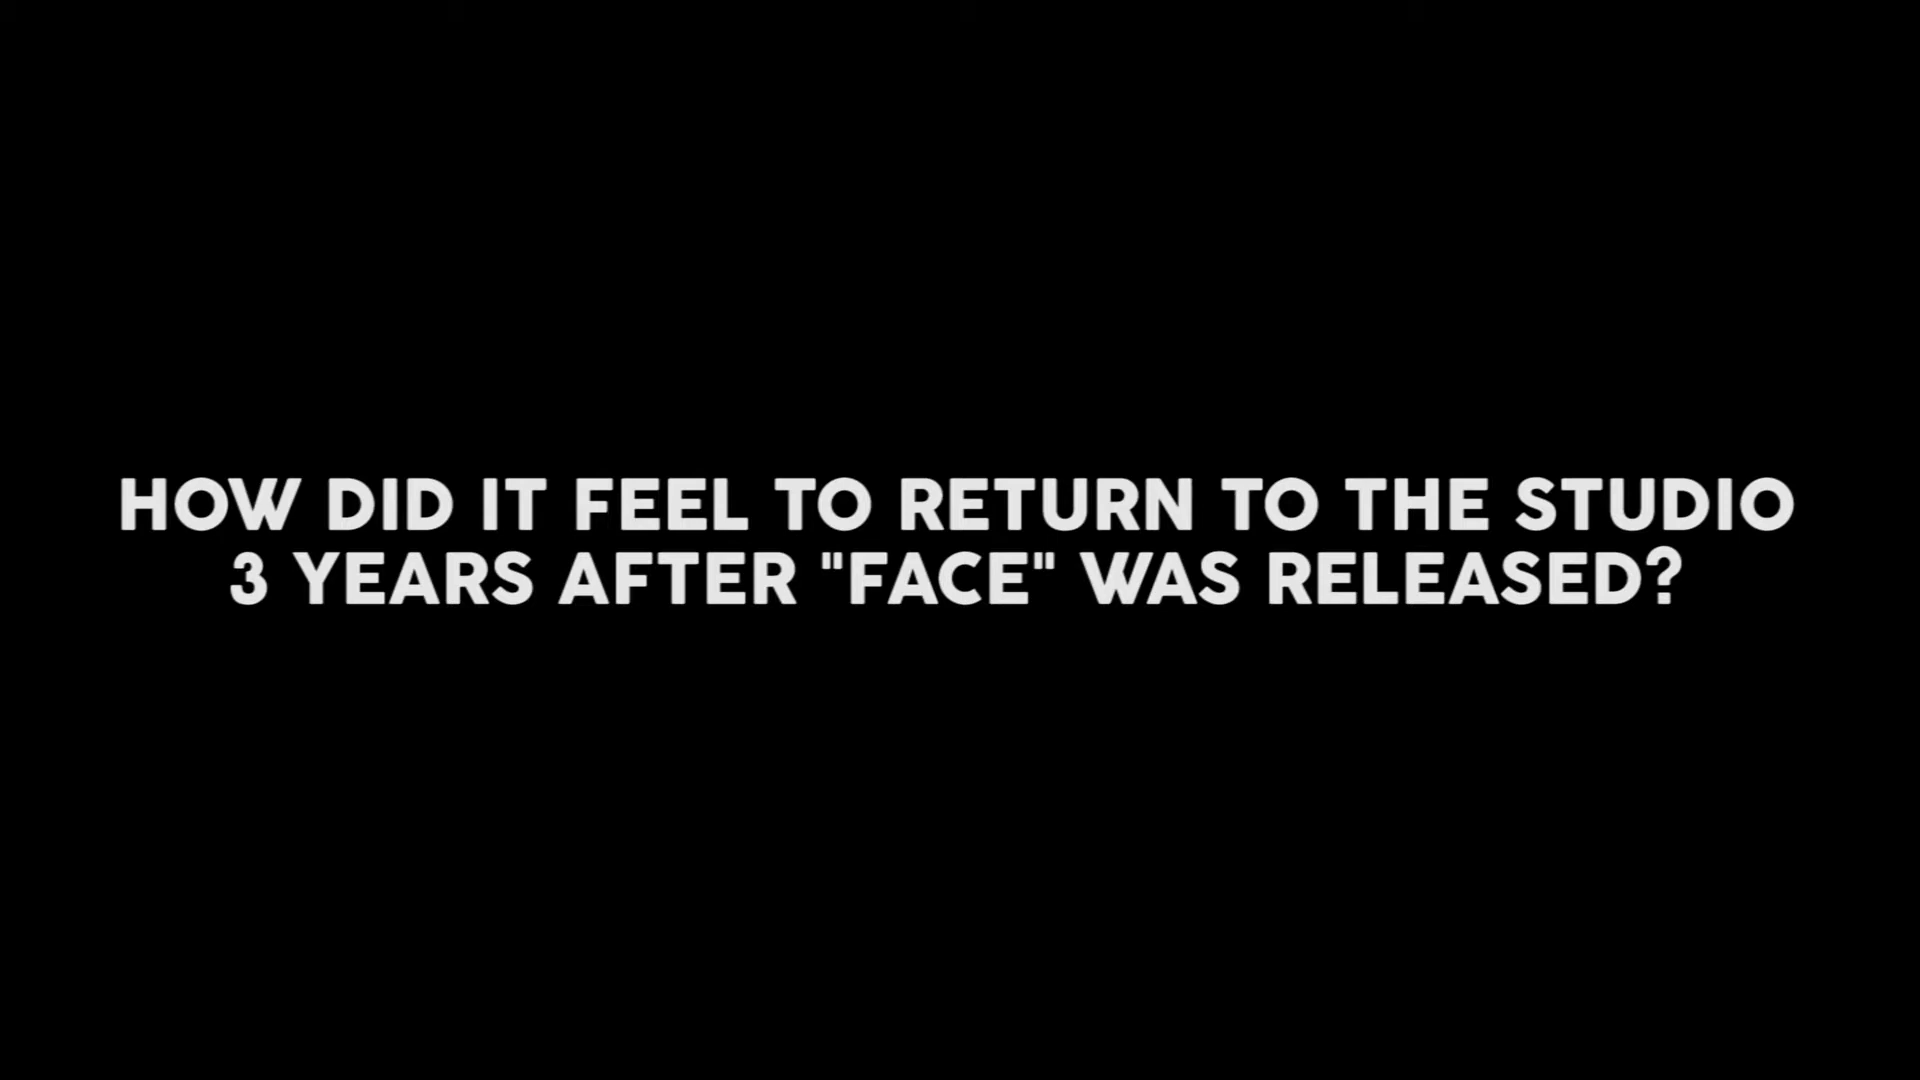 HOW DID IT FEEL TO RETURN TO THE STUDIO
3 YEARS AFTER "FACE" WAS RELEASED?